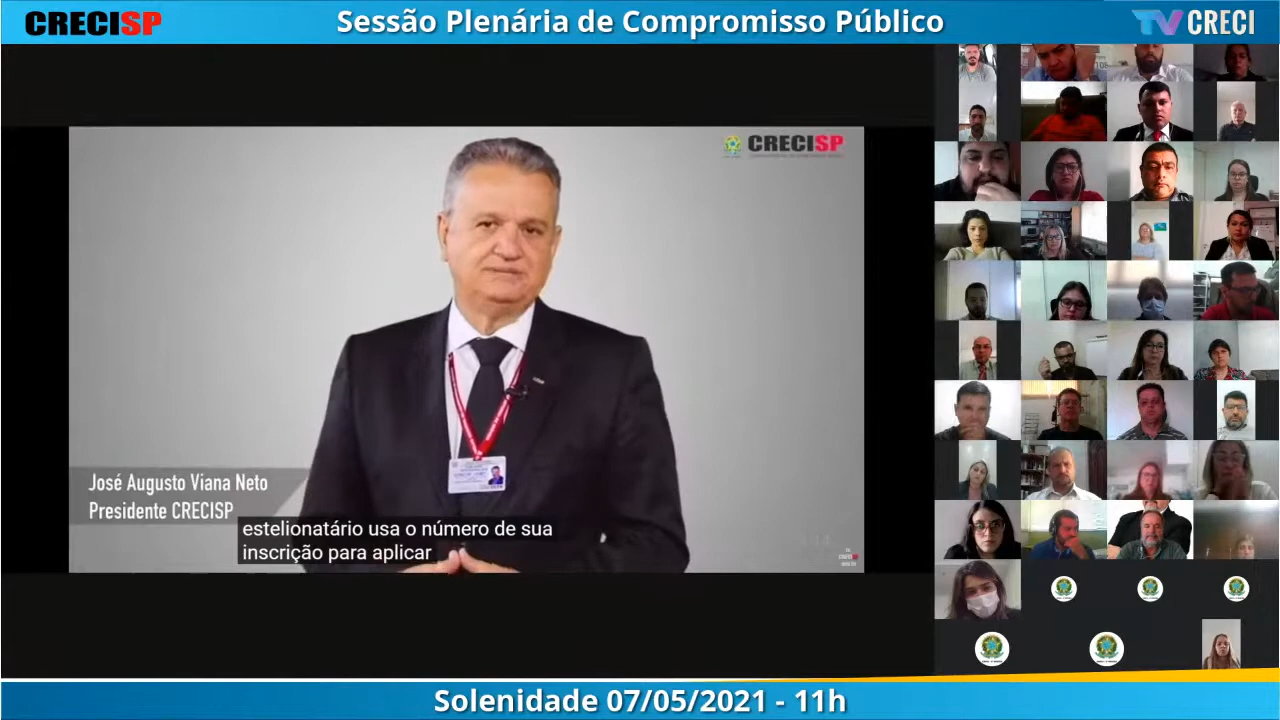 CRECISP
Sessão Plenária de Compromisso Público
TV CRECI
CRECISP
José Augusto Viana Neto
Presidente CRECISP
estelionatário usa o número de sua
inscrição para aplicar
Solenidade 07/05/2021 - 11h